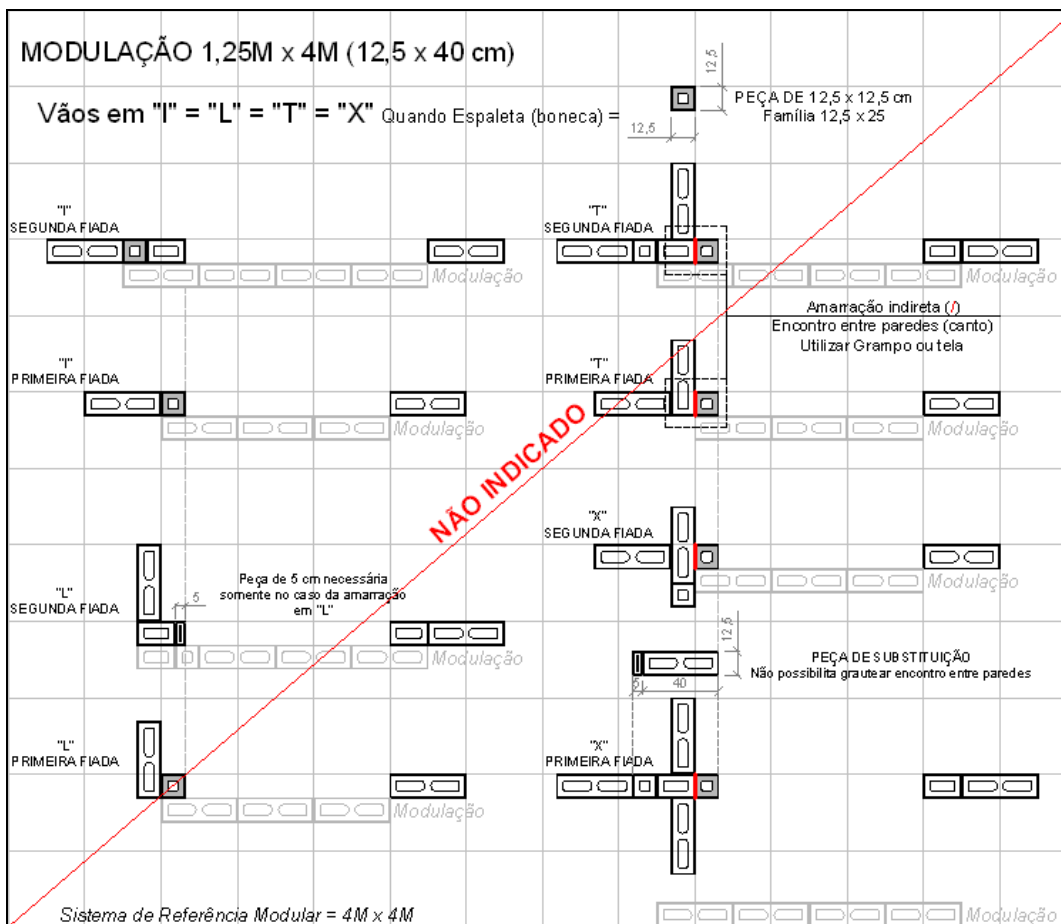 MODULAÇÃO 1,25M x 4M (12,5 x 40 cm)
Vãos em "I" = "L" = "T" = "X" Quando Espaleta (boneca) =
12,5
12,5
PEÇA DE 12,5 x 12,5 cm
Família 12,5 x 25
"I"
SEGUNDA FIADA
Modulação
"T"
SEGUNDA FIADA
Modulação
Amarração indireta (/)
Encontro entre paredes (canto)
Utilizar Grampo ou tela
"I"
PRIMEIRA FIADA
Modulação
"T"
PRIMEIRA FIADA
Modulação
NÃO INDICADO
"X"
SEGUNDA FIADA
Modulação
"L"
SEGUNDA FIADA
Peça de 5 cm necessária
somente no caso da amarração
em "L"
5
Modulação
12,5
5
40
PEÇA DE SUBSTITUIÇÃO
Não possibilita grautear encontro entre paredes
"L"
PRIMEIRA FIADA
Modulação
"X"
PRIMEIRA FIADA
Modulação
Sistema de Referência Modular = 4M x 4M